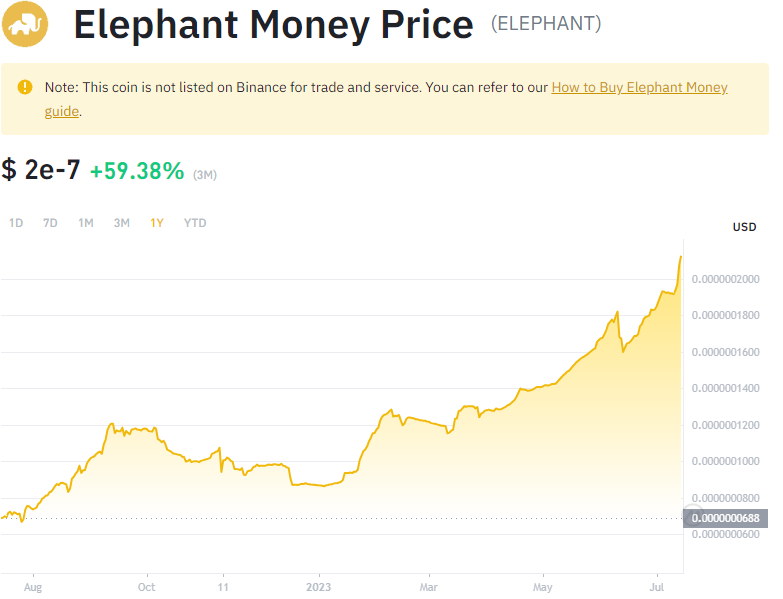 Elephant Money Price (ELEPHANT)
Note: This coin is not listed on Binance for trade and service. You can refer to our How to Buy Elephant Money
guide.
$ 2e-7 +59.38% (3M)
1D 7D 1M 3M 1Y YTD
USD
0.0000002000
0.0000001800
0.0000001600
0.0000001400
0.0000001200
0.0000001000
0.0000000800
0.0000000688
0.0000000600
Aug Oct 11 2023 Mar May Jul